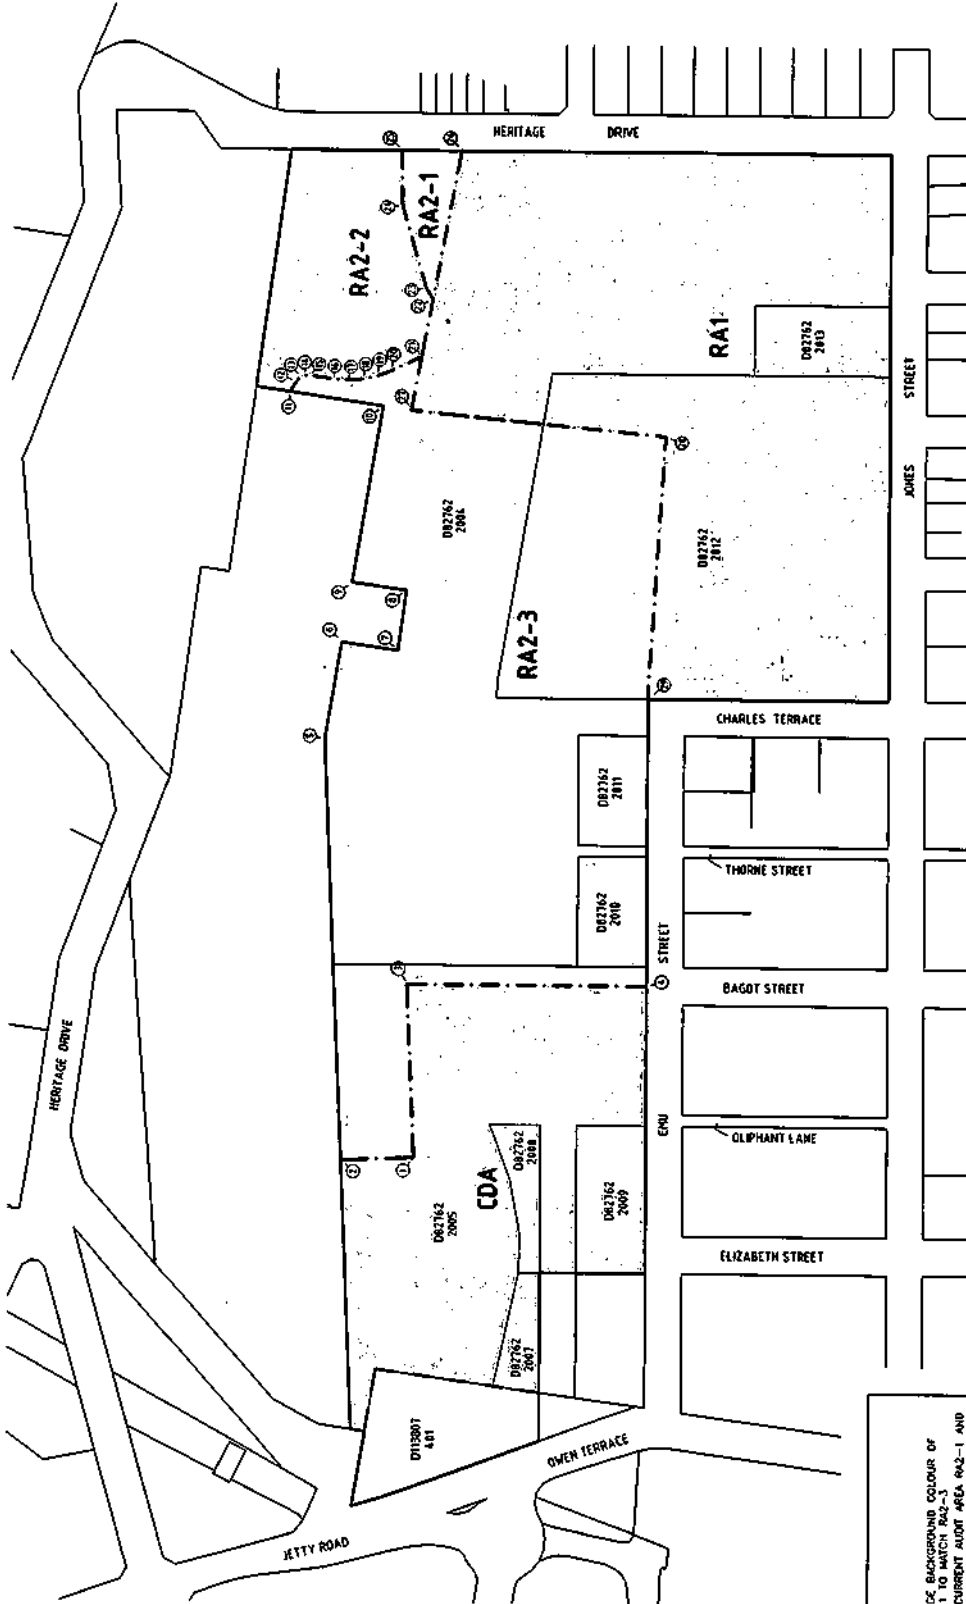 HERITAGE DRIVE
RA2-1
RA2-2
RA1
D82762
2013
JONES STREET
D82762
2004
D82762
2012
RA2-3
CHARLES TERRACE
D82762
2011
THORNE STREET
D82762
2010
EMU STREET
BAGOT STREET
HERITAGE DRIVE
OLIPHANT LANE
D82762
2008
CDA
D82762
2009
D82762
2005
ELIZABETH STREET
D82762
2007
D113807
401
OWEN TERRACE
JETTY ROAD
BACKGROUND COLOUR OF
1 TO MATCH RA2-3
CURRENT AUDIT AREA RA2-1 AND